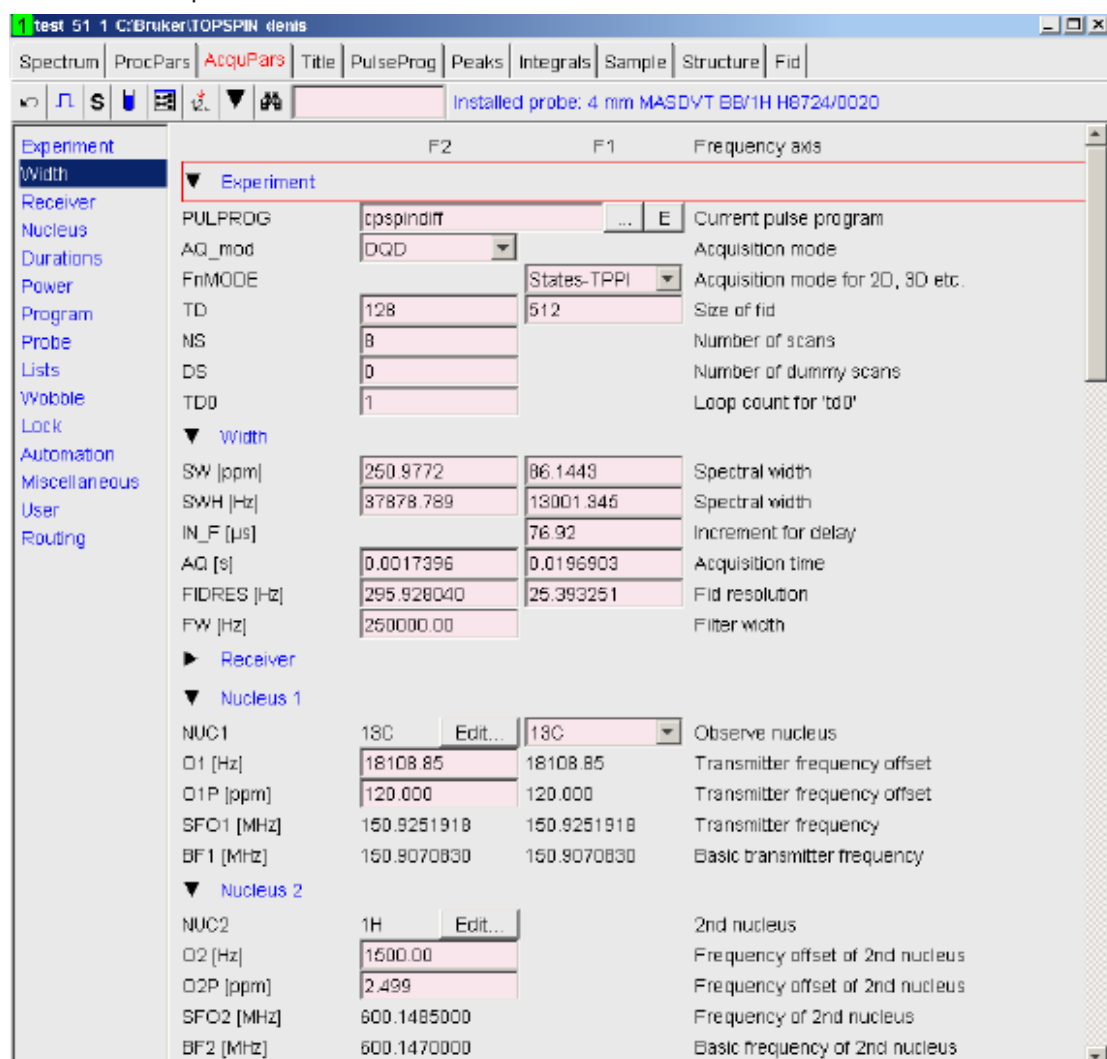 1 test 51 1 C:\Bruker\TOPSPIN denis
Spectrum ProcPars AcquPars Title PulseProg Peaks Integrals Sample Structure Fid
S Installed probe: 4 mm MASDVT BB/1H H8724/0020
Experiment
Width
Receiver
Nucleus
Durations
Power
Program
Probe
Lists
Wobble
Lock
Automation
Miscellaneous
User
Routing
F2 F1 Frequency axis
Experiment
PULPROG cpspindiff ... E Current pulse program
AQ_mod DQD Acquisition mode
FnMODE States-TPPI Acquisition mode for 2D, 3D etc.
TD 128 512 Size of fid
NS 8 Number of scans
DS 0 Number of dummy scans
TD0 1 Loop count for 'td0'
Width
SW [ppm] 250.9772 86.1443 Spectral width
SWH [Hz] 37878.789 13001.345 Spectral width
IN_F [µs] 76.92 Increment for delay
AQ [s] 0.0017396 0.0196903 Acquisition time
FIDRES [Hz] 295.928040 25.393251 Fid resolution
FW [Hz] 250000.00 Filter width
Receiver
Nucleus 1
NUC1 13C Edit... 13C Observe nucleus
O1 [Hz] 18108.85 18108.85 Transmitter frequency offset
O1P [ppm] 120.000 120.000 Transmitter frequency offset
SFO1 [MHz] 150.9251918 150.9251918 Transmitter frequency
BF1 [MHz] 150.9070830 150.9070830 Basic transmitter frequency
Nucleus 2
NUC2 1H Edit... 2nd nucleus
O2 [Hz] 1500.00 Frequency offset of 2nd nucleus
O2P [ppm] 2.499 Frequency offset of 2nd nucleus
SFO2 [MHz] 600.1485000 Frequency of 2nd nucleus
BF2 [MHz] 600.1470000 Basic frequency of 2nd nucleus